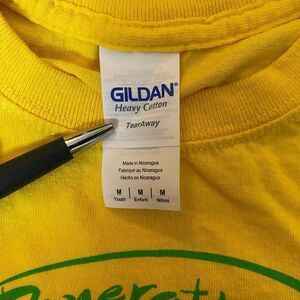 GILDAN®
Heavy Cotton
TearAway
Made in Nicaragua
Fabriqué au Nicaragua
Hecho en Nicaragua
M M M
Youth Enfant Niños